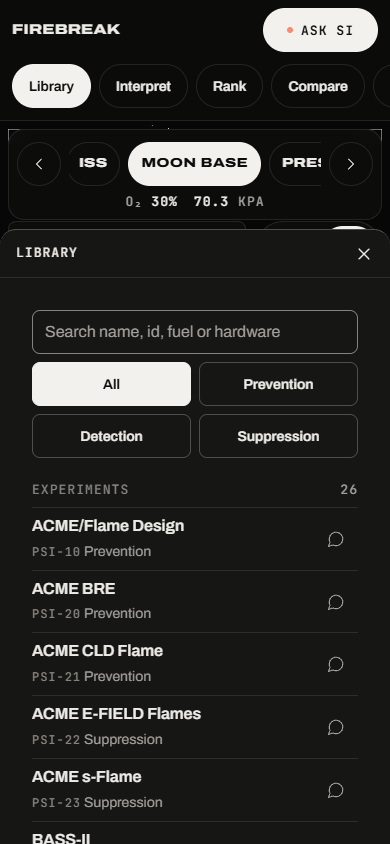 FIREBREAK
ASK SI
Library
Interpret
Rank
Compare
ISS
MOON BASE
O₂ 30% 70.3 KPA
LIBRARY
Search name, id, fuel or hardware
All
Prevention
Detection
Suppression
EXPERIMENTS 26
ACME/Flame Design
PSI-10 Prevention
ACME BRE
PSI-20 Prevention
ACME CLD Flame
PSI-21 Prevention
ACME E-FIELD Flames
PSI-22 Suppression
ACME s-Flame
PSI-23 Suppression
BASS-II